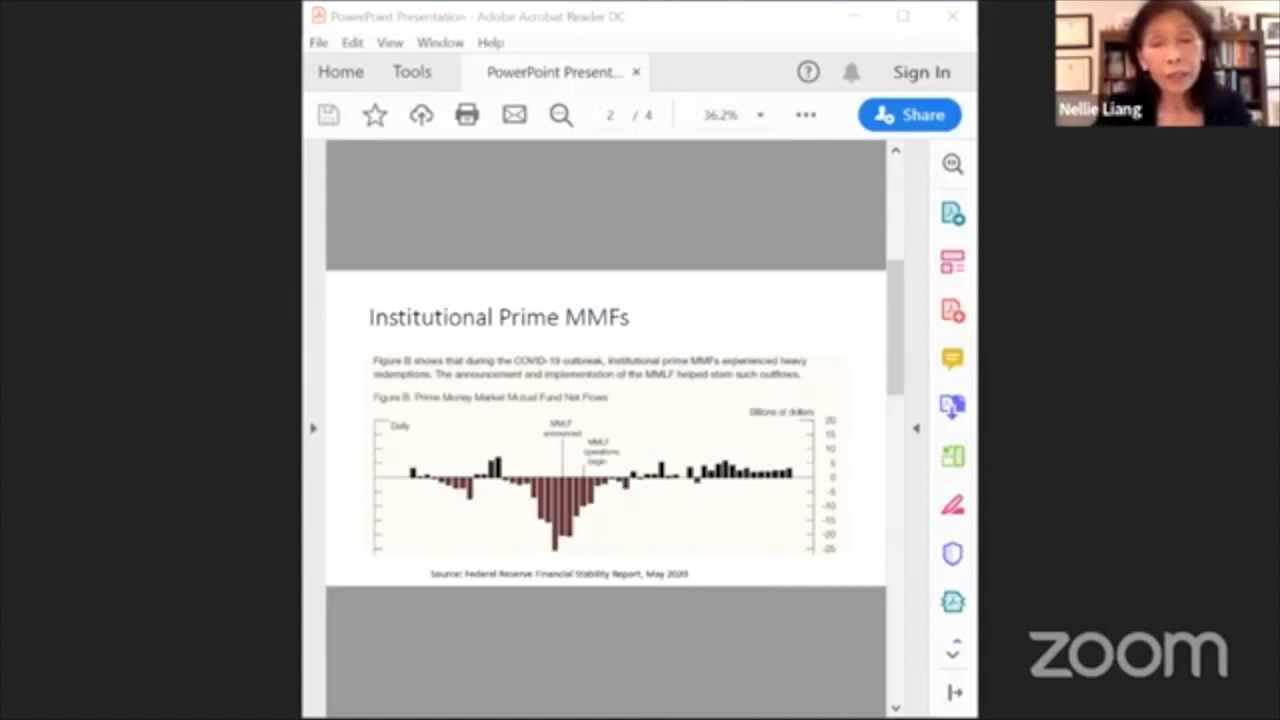 PowerPoint Presentation - Adobe Acrobat Reader DC
File Edit View Window Help
Home Tools PowerPoint Present... × Sign In
2 / 4 36.2% Share
Nellie Liang
Institutional Prime MMFs
Figure B shows that during the COVID-19 outbreak, institutional prime MMFs experienced heavy
redemptions. The announcement and implementation of the MMLF helped stem such outflows.
Figure B. Prime Money Market Mutual Fund Net Flows
Billions of dollars
Daily
MMLF
announced
MMLF
operations
begin
20
15
10
5
0
-5
-10
-15
-20
-25
Source: Federal Reserve Financial Stability Report, May 2020
zoom